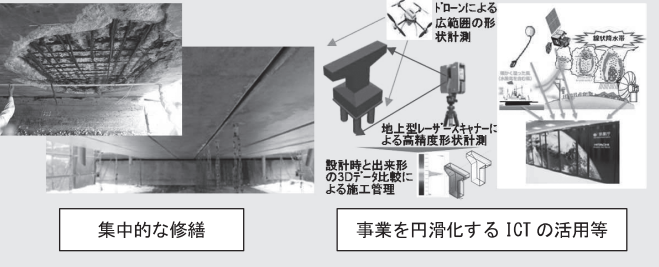 ドローンによる
広範囲の形
状計測
線状降水帯
地上型レーザースキャナーに
よる高精度形状計測
設計時と出来形
の3Dデータ比較に
よる施工管理
集中的な修繕
事業を円滑化する ICT の活用等